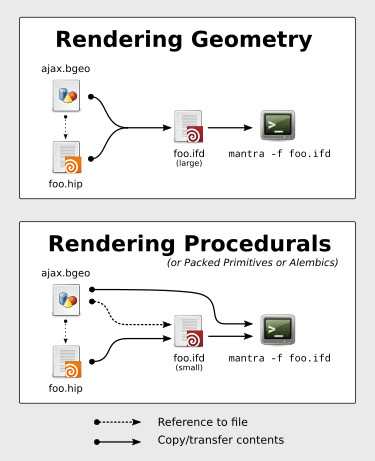 Rendering Geometry
ajax.bgeo
foo.hip
foo.ifd
(large)
mantra -f foo.ifd
Rendering Procedurals
(or Packed Primitives or Alembics)
ajax.bgeo
foo.hip
foo.ifd
(small)
mantra -f foo.ifd
Reference to file
Copy/transfer contents